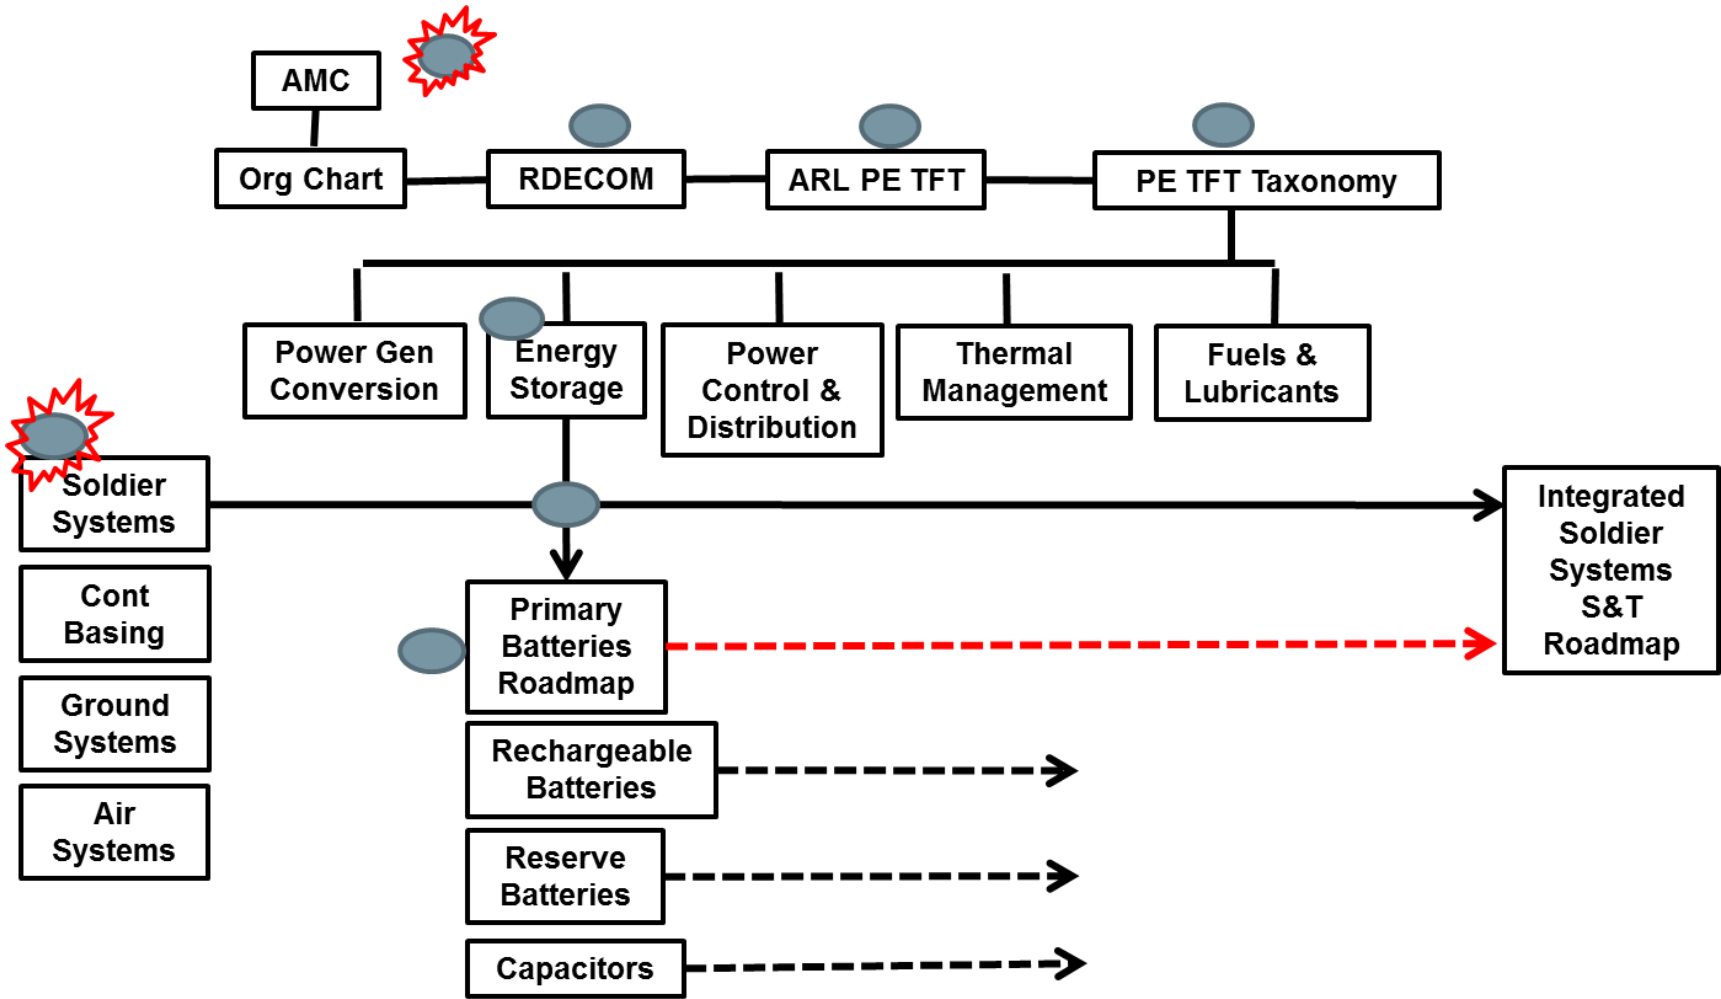 AMC
Org Chart
RDECOM
ARL PE TFT
PE TFT Taxonomy
Power Gen
Conversion
Energy
Storage
Power
Control &
Distribution
Thermal
Management
Fuels &
Lubricants
Soldier
Systems
Cont
Basing
Ground
Systems
Air
Systems
Primary
Batteries
Roadmap
Rechargeable
Batteries
Reserve
Batteries
Capacitors
Integrated
Soldier
Systems
S&T
Roadmap